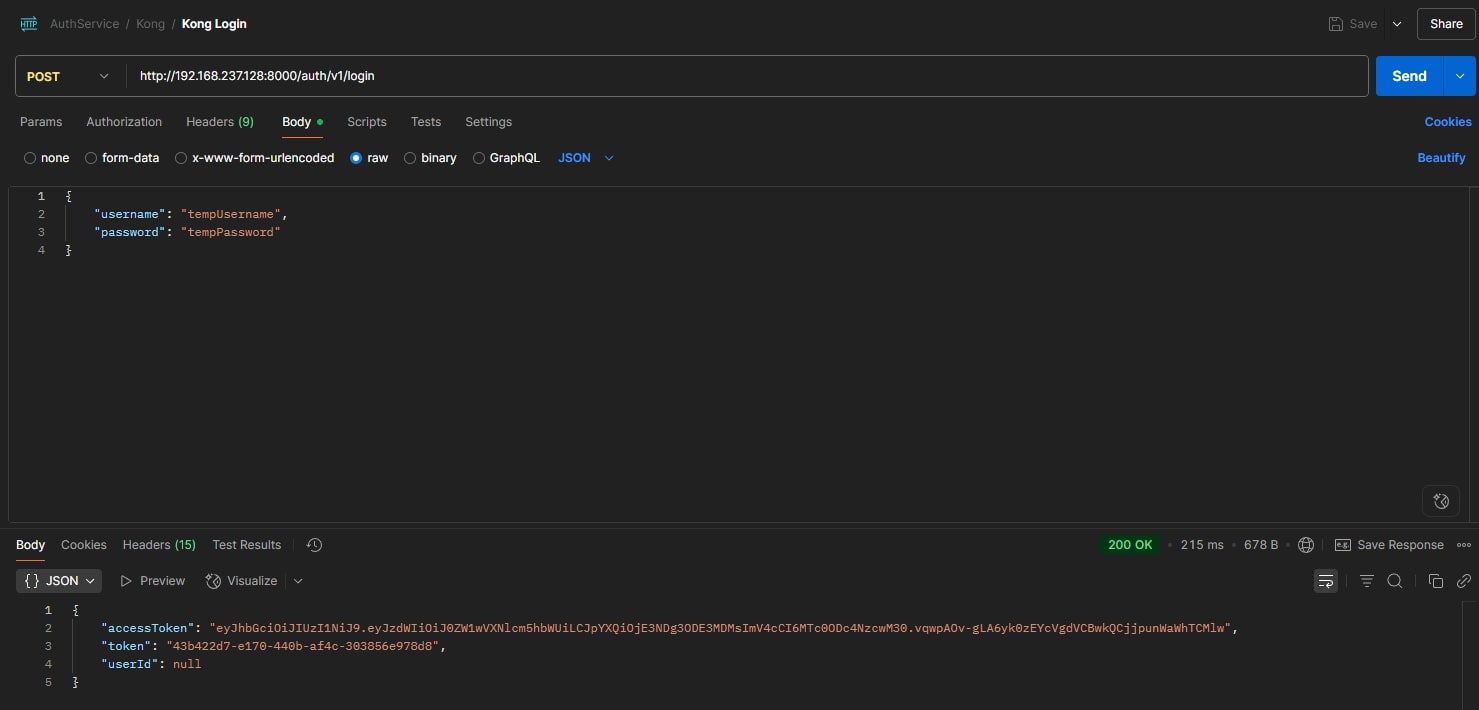 HTTP AuthService / Kong / Kong Login Save Share
POST http://192.168.237.128:8000/auth/v1/login Send
Params Authorization Headers (9) Body Scripts Tests Settings Cookies
none form-data x-www-form-urlencoded raw binary GraphQL JSON Beautify
1 {
2 "username": "tempUsername",
3 "password": "tempPassword"
4 }
Body Cookies Headers (15) Test Results 200 OK • 215 ms • 678 B • e.g. Save Response
{} JSON Preview Visualize
1 {
2 "accessToken": "eyJhbGciOiJIUzI1NiJ9.eyJzdWIiOiJ0ZW1wVXNlcm5hbWUiLCJpYXQiOjE3NDg3ODE3MDMsImV4cCI6MTc0ODc4NzcwM30.vqwpAOv-gLA6yk0zEYcVgdVCBwkQCjjpunWaWhTCMlw",
3 "token": "43b422d7-e170-440b-af4c-303856e978d8",
4 "userId": null
5 }